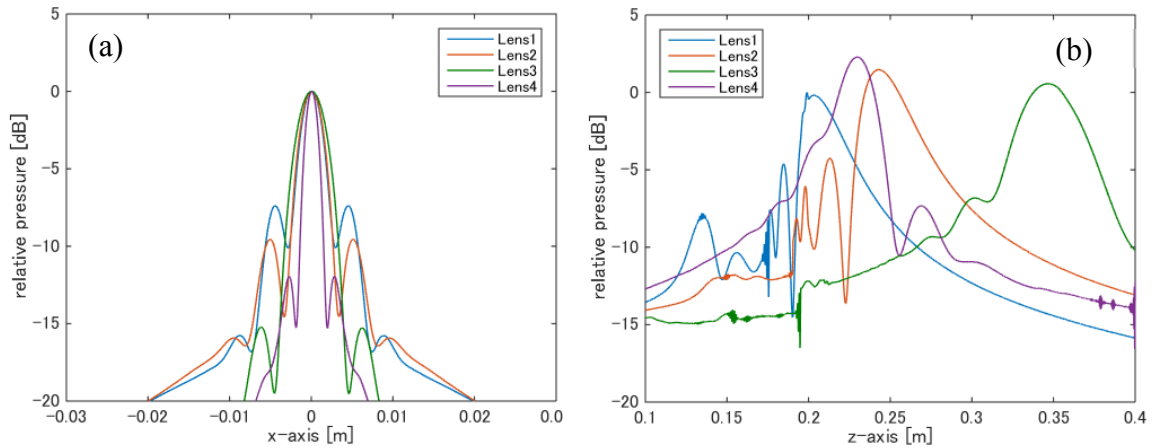 (a)
Lens1
Lens2
Lens3
Lens4
relative pressure [dB]
5
0
-5
-10
-15
-20
-0.03 -0.02 -0.01 0 0.01 0.02 0.0
x-axis [m]
(b)
Lens1
Lens2
Lens3
Lens4
relative pressure [dB]
5
0
-5
-10
-15
-20
0.1 0.15 0.2 0.25 0.3 0.35 0.4
z-axis [m]